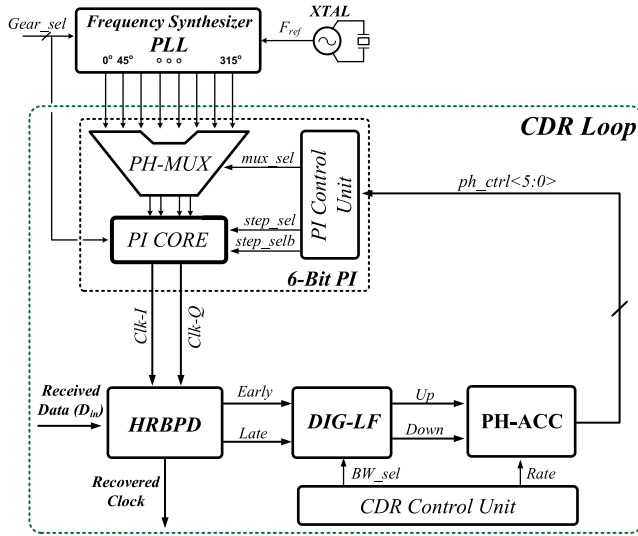 Gear_sel
Frequency Synthesizer
PLL
0° 45° ° ° ° 315°
F_ref
XTAL
CDR Loop
PH-MUX
mux_sel
PI Control
Unit
ph_ctrl<5:0>
PI CORE
step_sel
step_selb
6-Bit PI
Clk-I
Clk-Q
Received
Data (D_in)
HRBPD
Early
Late
DIG-LF
Up
Down
PH-ACC
Recovered
Clock
BW_sel
Rate
CDR Control Unit